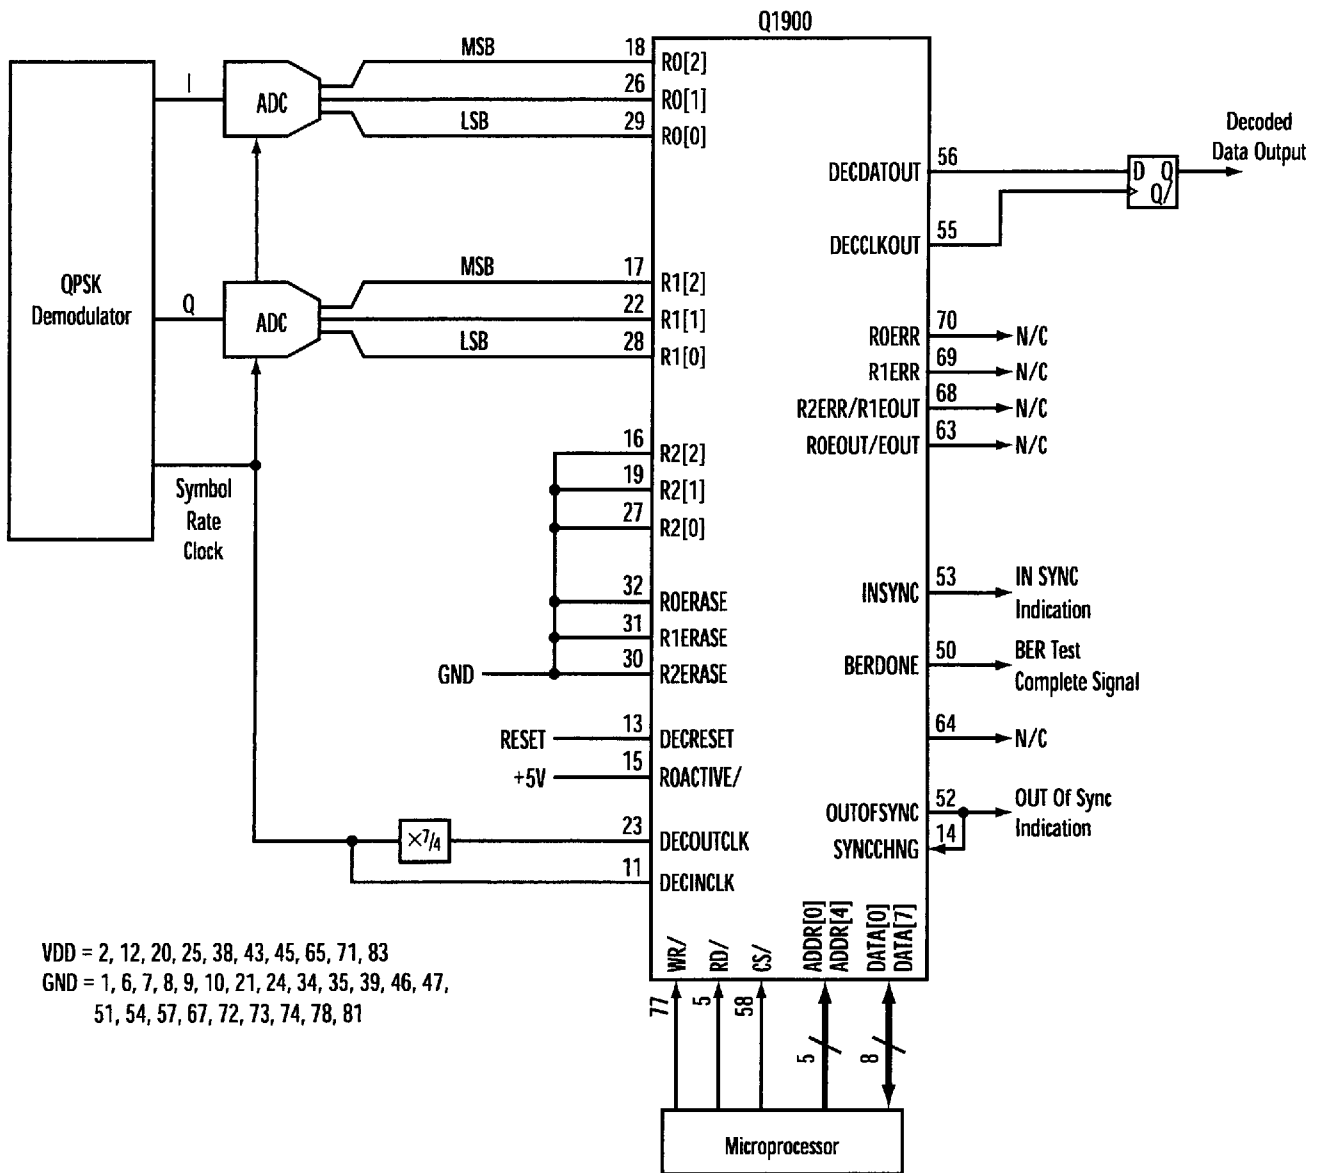 Q1900
QPSK
Demodulator
I
ADC
MSB
LSB
18
26
29
R0[2]
R0[1]
R0[0]
Q
ADC
MSB
LSB
17
22
28
R1[2]
R1[1]
R1[0]
Symbol
Rate
Clock
16
19
27
R2[2]
R2[1]
R2[0]
32
31
30
R0ERASE
R1ERASE
R2ERASE
GND
RESET
13
DECRESET
+5V
15
R0ACTIVE/
×7/4
23
DECOUTCLK
11
DECINCLK
DECDATOUT
56
DECCLKOUT
55
D Q
Q/
Decoded
Data Output
R0ERR
70
N/C
R1ERR
69
N/C
R2ERR/R1EOUT
68
N/C
R0EOUT/EOUT
63
N/C
INSYNC
53
IN SYNC
Indication
BERDONE
50
BER Test
Complete Signal
64
N/C
OUTOFSYNC
52
OUT Of Sync
Indication
SYNCCHNG
14
WR/
RD/
CS/
ADDR[0]
ADDR[4]
DATA[0]
DATA[7]
77
5
58
5
8
Microprocessor
VDD = 2, 12, 20, 25, 38, 43, 45, 65, 71, 83
GND = 1, 6, 7, 8, 9, 10, 21, 24, 34, 35, 39, 46, 47,
51, 54, 57, 67, 72, 73, 74, 78, 81